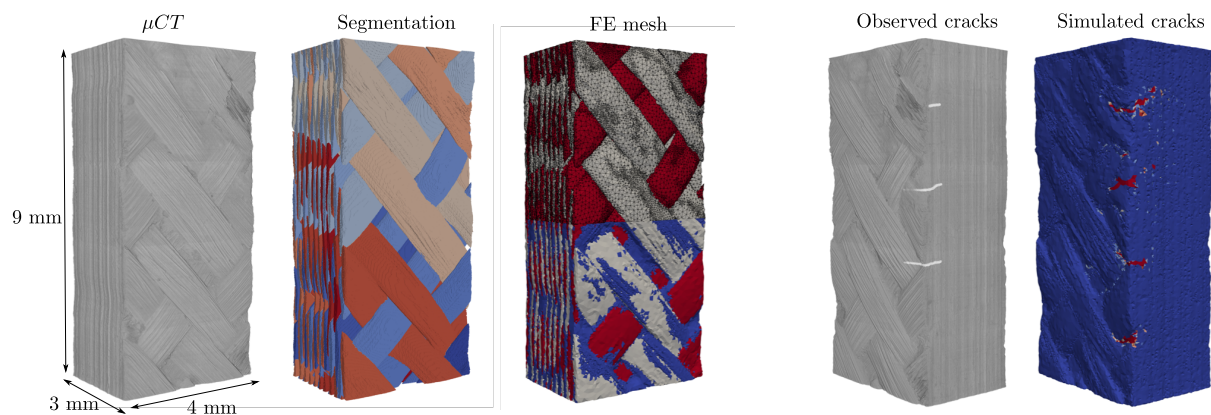 μCT
Segmentation
FE mesh
Observed cracks
Simulated cracks
9 mm
3 mm
4 mm